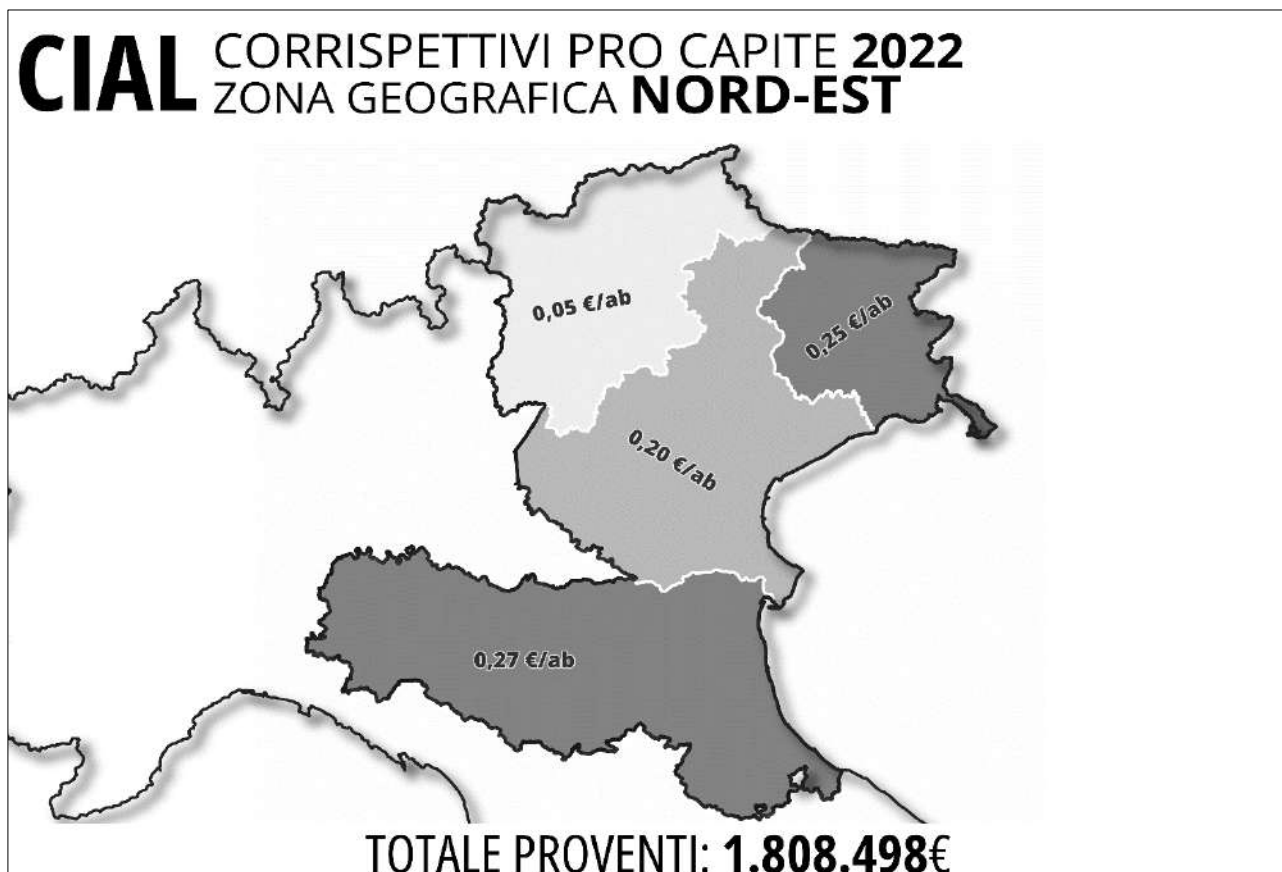 CIAL
CORRISPETTIVI PRO CAPITE 2022
ZONA GEOGRAFICA NORD-EST
0,05 €/ab
0,25 €/ab
0,20 €/ab
0,27 €/ab
TOTALE PROVENTI: 1.808.498€